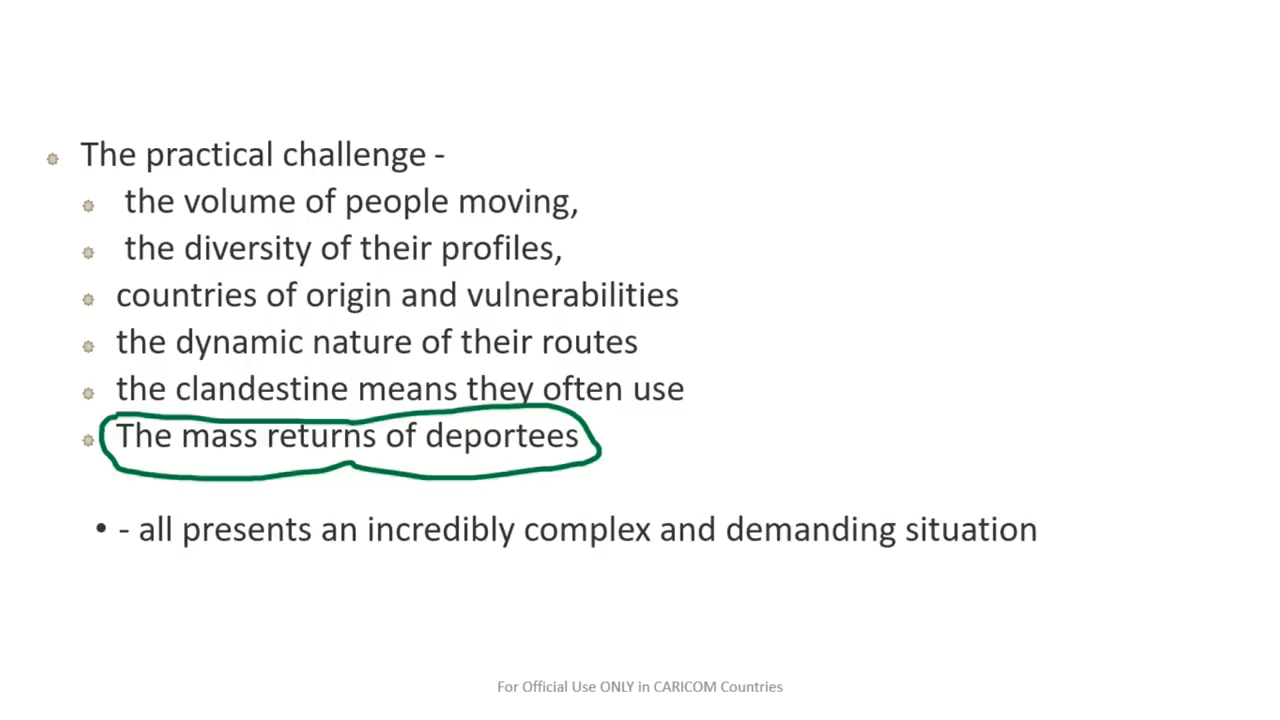 The practical challenge -
the volume of people moving,
the diversity of their profiles,
countries of origin and vulnerabilities
the dynamic nature of their routes
the clandestine means they often use
The mass returns of deportees
• - all presents an incredibly complex and demanding situation
For Official Use ONLY in CARICOM Countries